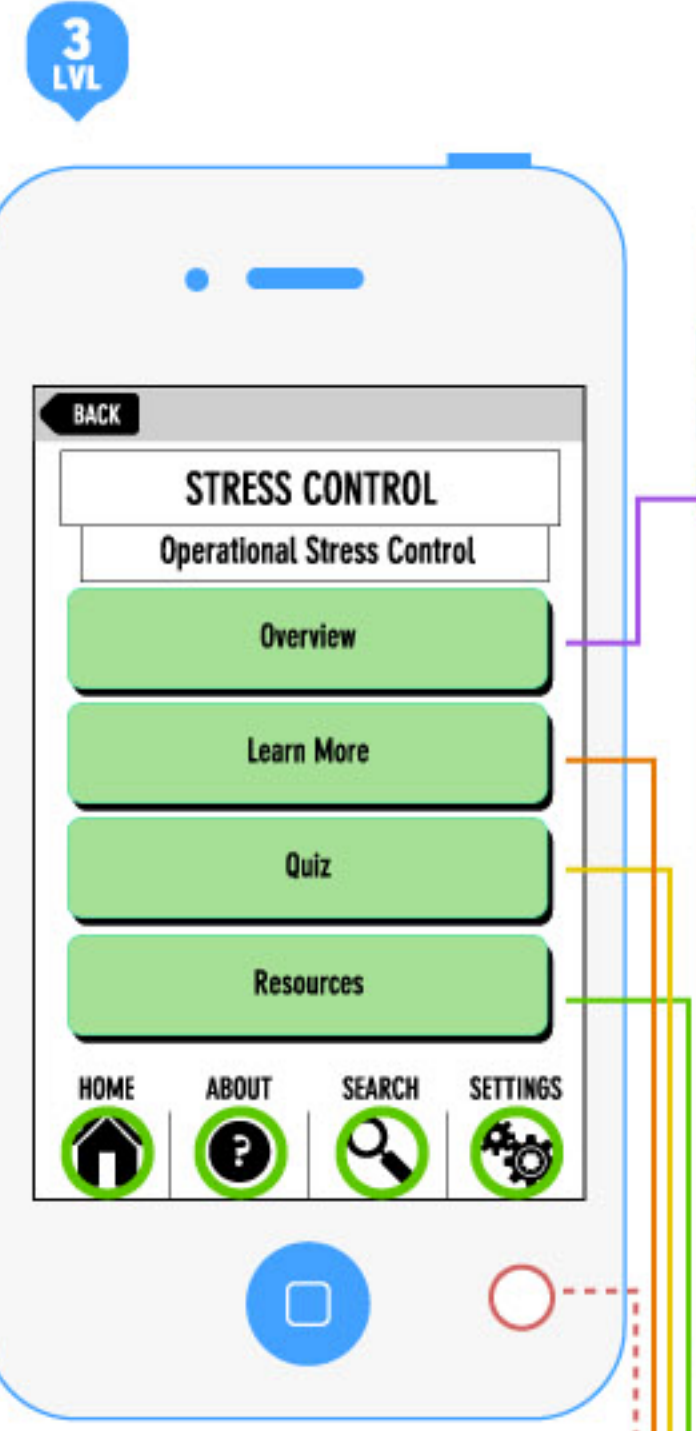 3
LVL
BACK
STRESS CONTROL
Operational Stress Control
Overview
Learn More
Quiz
Resources
HOME ABOUT SEARCH SETTINGS
?